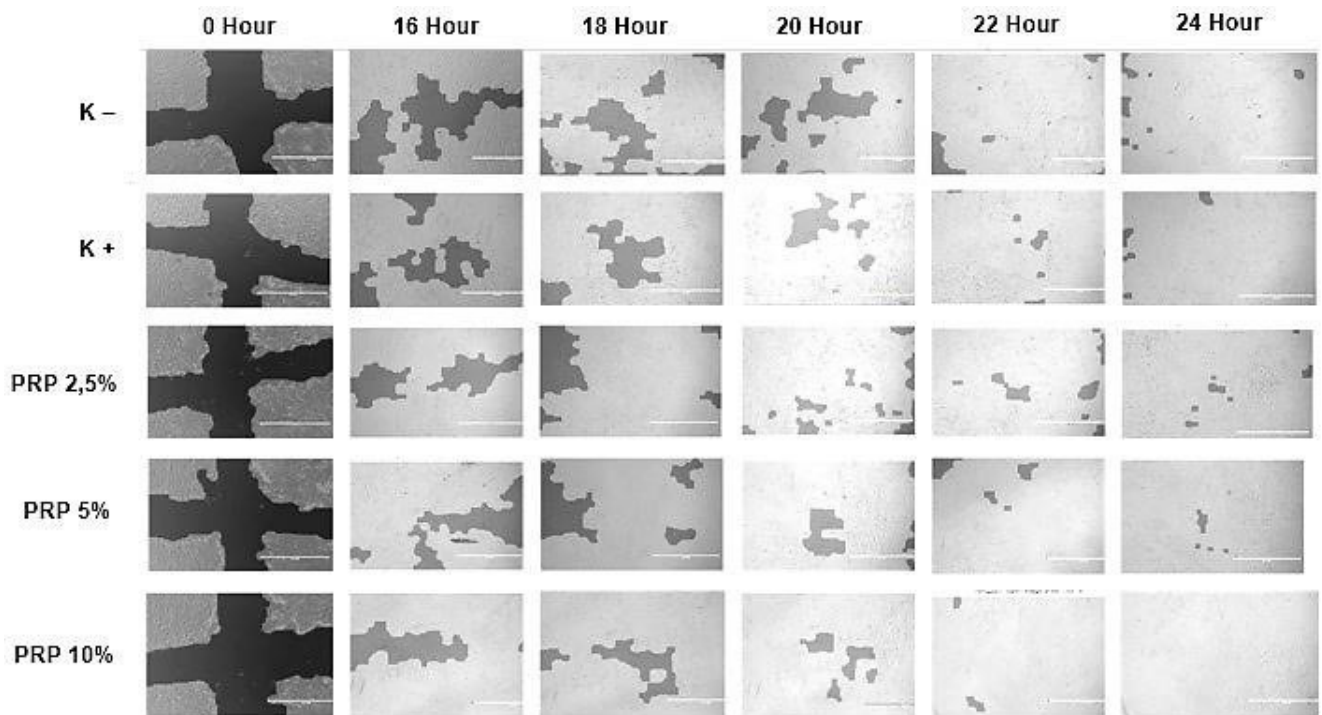 0 Hour 16 Hour 18 Hour 20 Hour 22 Hour 24 Hour
K –
K +
PRP 2,5%
PRP 5%
PRP 10%